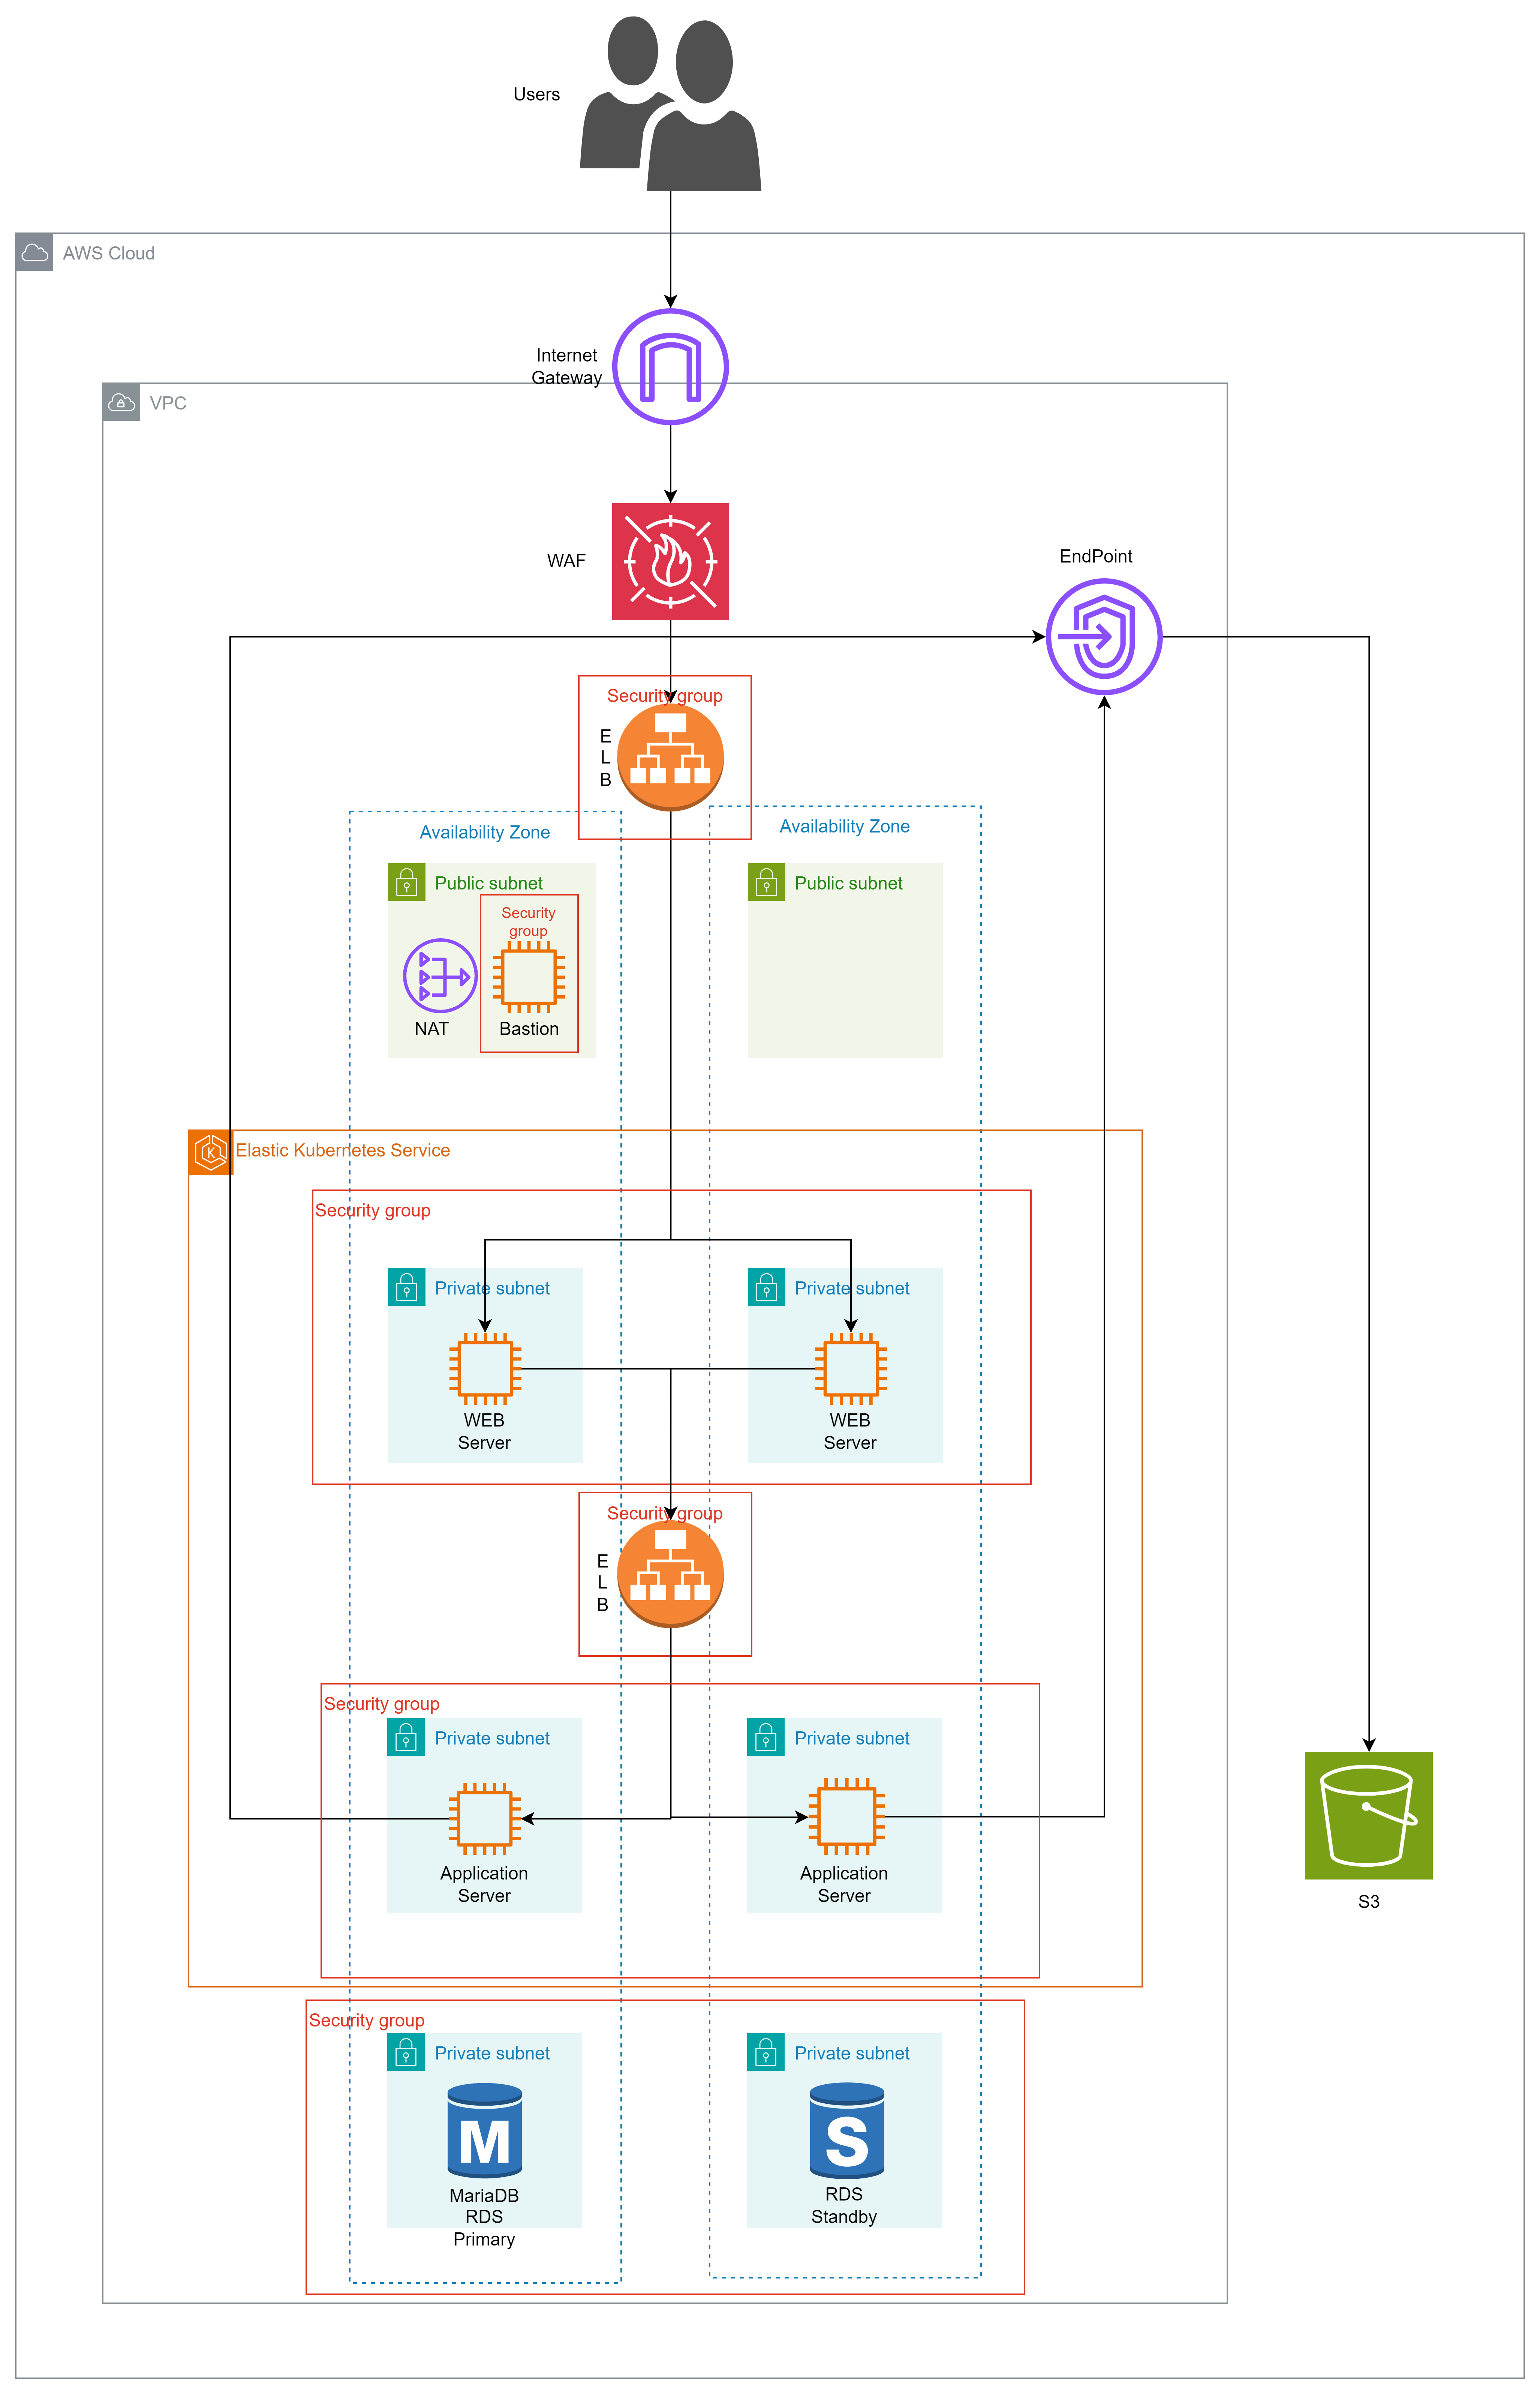 Users
AWS Cloud
Internet
Gateway
VPC
WAF
EndPoint
Security group
E
L
B
Availability Zone
Availability Zone
Public subnet
Public subnet
Security
group
NAT
Bastion
Elastic Kubernetes Service
Security group
Private subnet
Private subnet
WEB
Server
WEB
Server
Security group
E
L
B
Security group
Private subnet
Private subnet
Application
Server
Application
Server
S3
Security group
Private subnet
Private subnet
M
S
MariaDB
RDS
Primary
RDS
Standby